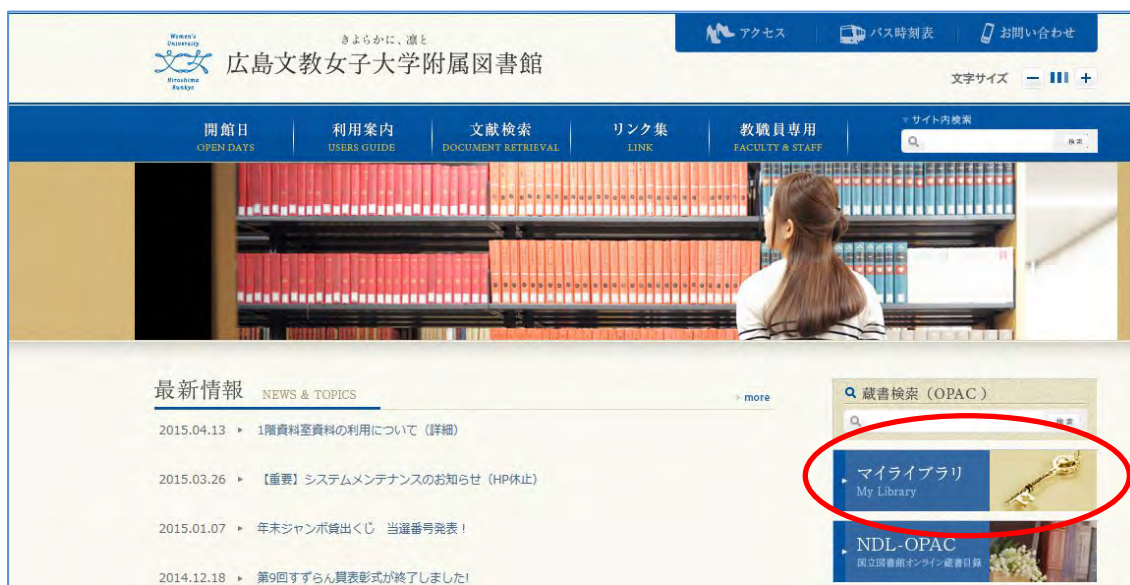 Women's
University
文女
Hiroshima
Bunkyo
きよらかに、凛と
広島文教女子大学附属図書館
アクセス
バス時刻表
お問い合わせ
文字サイズ
開館日
OPEN DAYS
利用案内
USERS GUIDE
文献検索
DOCUMENT RETRIEVAL
リンク集
LINK
教職員専用
FACULTY & STAFF
サイト内検索
検索
最新情報 NEWS & TOPICS
> more
2015.04.13 ▶ 1階資料室資料の利用について（詳細）
2015.03.26 ▶ 【重要】システムメンテナンスのお知らせ（HP休止）
2015.01.07 ▶ 年末ジャンボ貸出くじ 当選番号発表！
2014.12.18 ▶ 第9回すずらん賞表彰式が終了しました!
蔵書検索（OPAC）
検索
マイライブラリ
My Library
NDL-OPAC
国立図書館オンライン蔵書目録